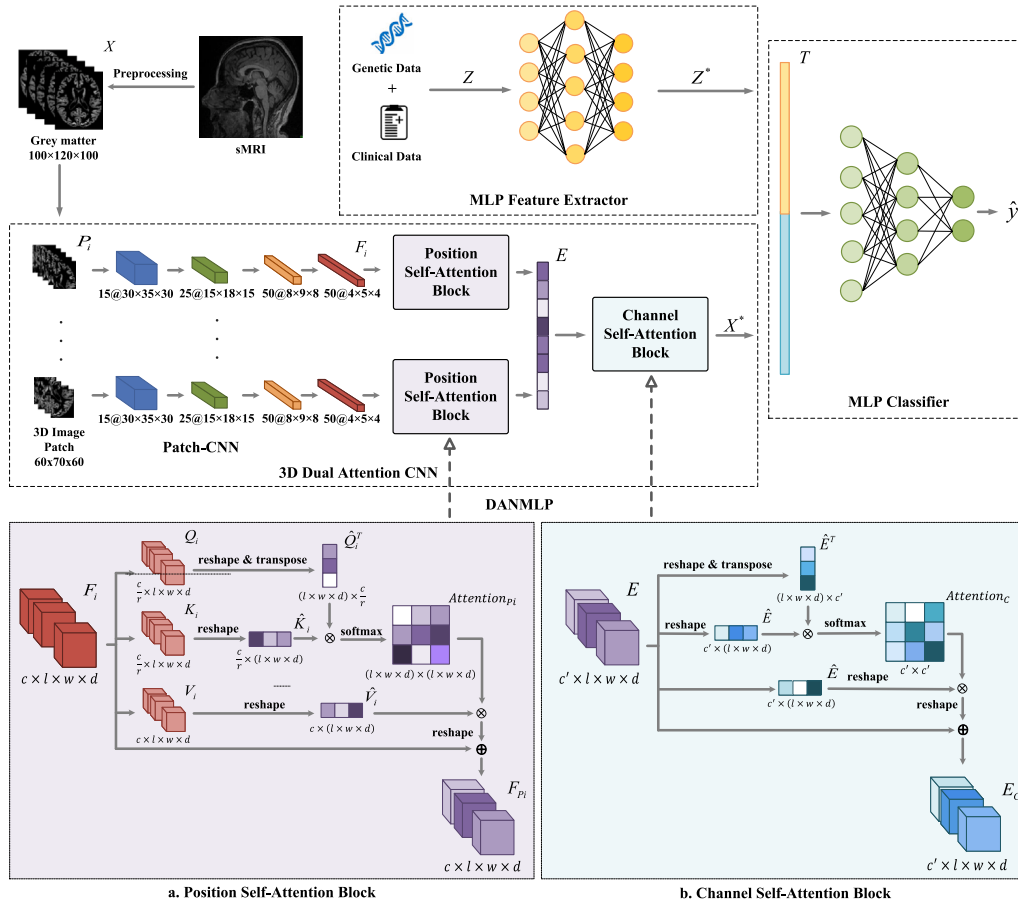 X
Preprocessing
Grey matter
100×120×100
sMRI
Genetic Data
+
Clinical Data
Z
Z*
MLP Feature Extractor
T
ŷ
MLP Classifier
P_i
15@30×35×30
25@15×18×15
50@8×9×8
50@4×5×4
F_i
Position
Self-Attention
Block
E
Channel
Self-Attention
Block
X*
15@30×35×30
25@15×18×15
50@8×9×8
50@4×5×4
Position
Self-Attention
Block
3D Image
Patch
60x70x60
Patch-CNN
3D Dual Attention CNN
DANMLP
F_i
c × l × w × d
Q_i
c/r × l × w × d
reshape & transpose
Q̂_i^T
(l × w × d) × c/r
K_i
c/r × l × w × d
reshape
K̂_i
c/r × (l × w × d)
⊗
softmax
Attention_{Pi}
(l × w × d) × (l × w × d)
V_i
c × l × w × d
reshape
V̂_i
c × (l × w × d)
⊗
reshape
⊕
F_{Pi}
c × l × w × d
a. Position Self-Attention Block
E
c′ × l × w × d
reshape & transpose
Ê^T
(l × w × d) × c′
reshape
Ê
c′ × (l × w × d)
⊗
softmax
Attention_C
c′ × c′
Ê
c′ × (l × w × d)
reshape
⊗
reshape
⊕
E_C
c′ × l × w × d
b. Channel Self-Attention Block